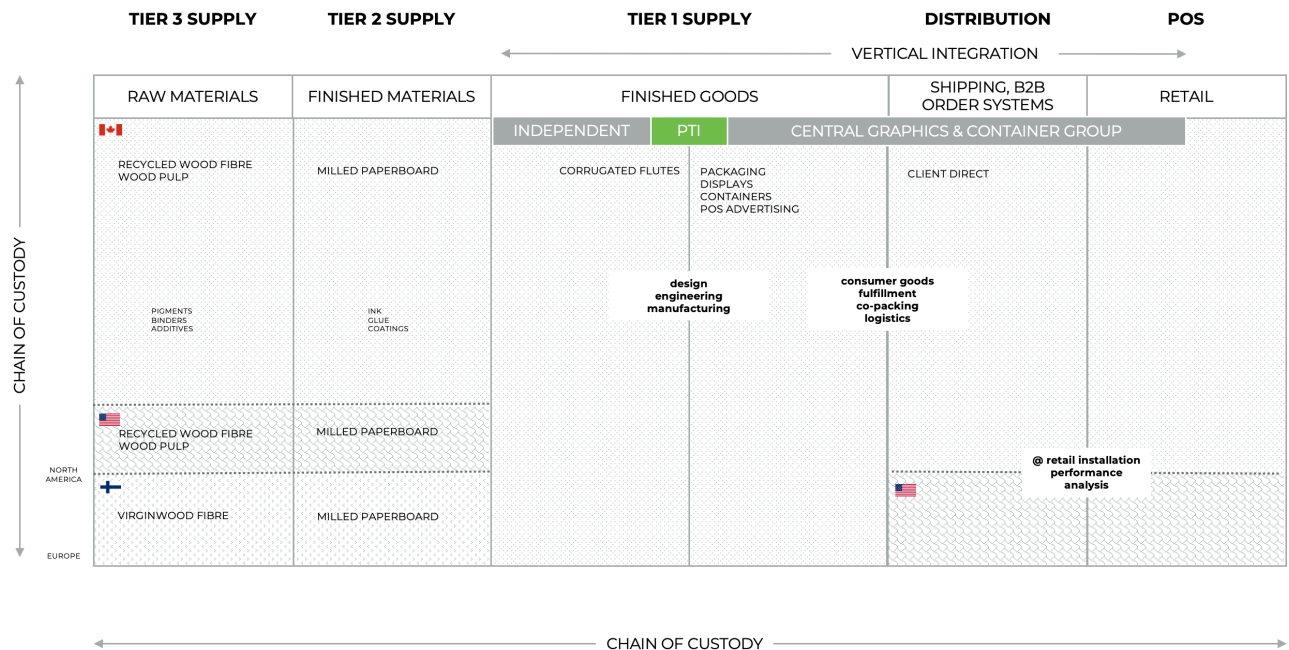 TIER 3 SUPPLY
TIER 2 SUPPLY
TIER 1 SUPPLY
DISTRIBUTION
POS
VERTICAL INTEGRATION
RAW MATERIALS
FINISHED MATERIALS
FINISHED GOODS
SHIPPING, B2B
ORDER SYSTEMS
RETAIL
INDEPENDENT
PTI
CENTRAL GRAPHICS & CONTAINER GROUP
RECYCLED WOOD FIBRE
WOOD PULP
MILLED PAPERBOARD
CORRUGATED FLUTES
PACKAGING
DISPLAYS
CONTAINERS
POS ADVERTISING
CLIENT DIRECT
design
engineering
manufacturing
consumer goods
fulfillment
co-packing
logistics
PIGMENTS
BINDERS
ADDITIVES
INK
GLUE
COATINGS
CHAIN OF CUSTODY
RECYCLED WOOD FIBRE
WOOD PULP
MILLED PAPERBOARD
@ retail installation
performance
analysis
NORTH
AMERICA
VIRGINWOOD FIBRE
MILLED PAPERBOARD
EUROPE
CHAIN OF CUSTODY